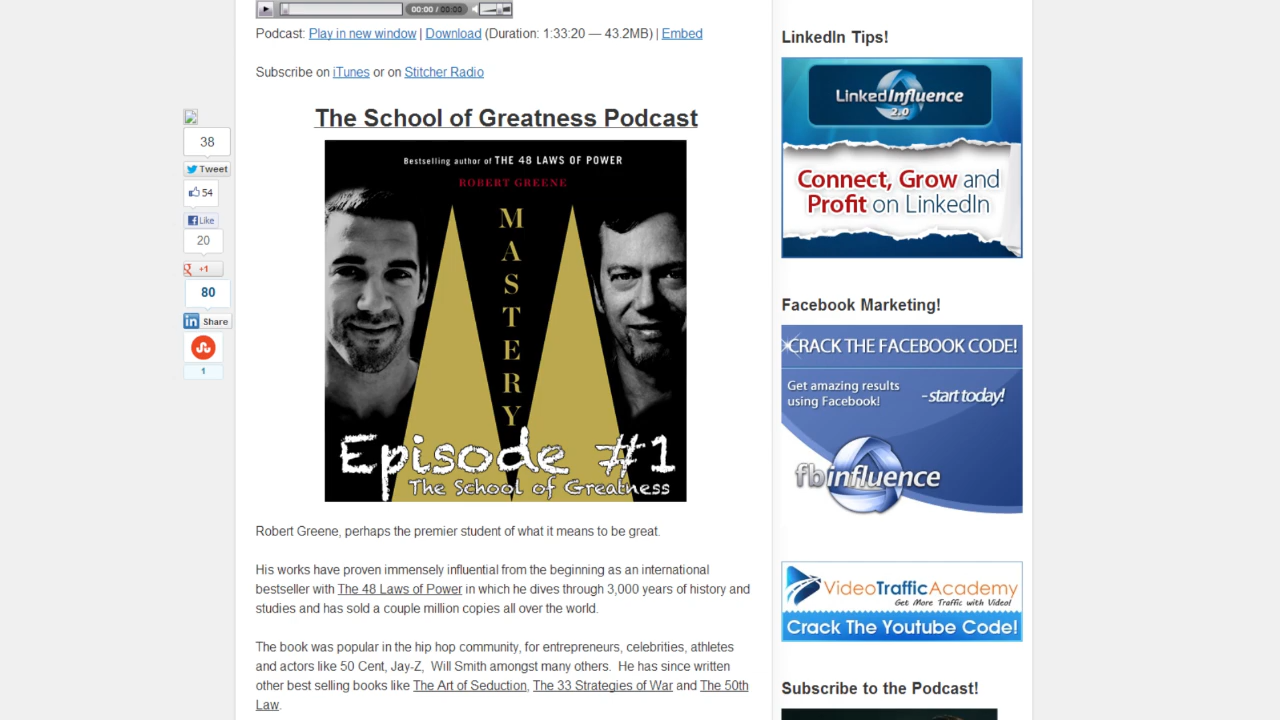 00:00 / 00:00
Podcast: Play in new window | Download (Duration: 1:33:20 — 43.2MB) | Embed
Subscribe on iTunes or on Stitcher Radio
38
Tweet
54
Like
20
+1
80
in Share
1
The School of Greatness Podcast
Bestselling author of THE 48 LAWS OF POWER
ROBERT GREENE
MASTERY
Episode #1
The School of Greatness
Robert Greene, perhaps the premier student of what it means to be great.
His works have proven immensely influential from the beginning as an international
bestseller with The 48 Laws of Power in which he dives through 3,000 years of history and
studies and has sold a couple million copies all over the world.
The book was popular in the hip hop community, for entrepreneurs, celebrities, athletes
and actors like 50 Cent, Jay-Z,  Will Smith amongst many others.  He has since written
other best selling books like The Art of Seduction, The 33 Strategies of War and The 50th
Law.
LinkedIn Tips!
LinkedInfluence
2.0
Connect, Grow and
Profit on LinkedIn
Facebook Marketing!
CRACK THE FACEBOOK CODE!
Get amazing results
using Facebook!
-start today!
fbinfluence
VideoTrafficAcademy
Get More Traffic with Video!
Crack The Youtube Code!
Subscribe to the Podcast!